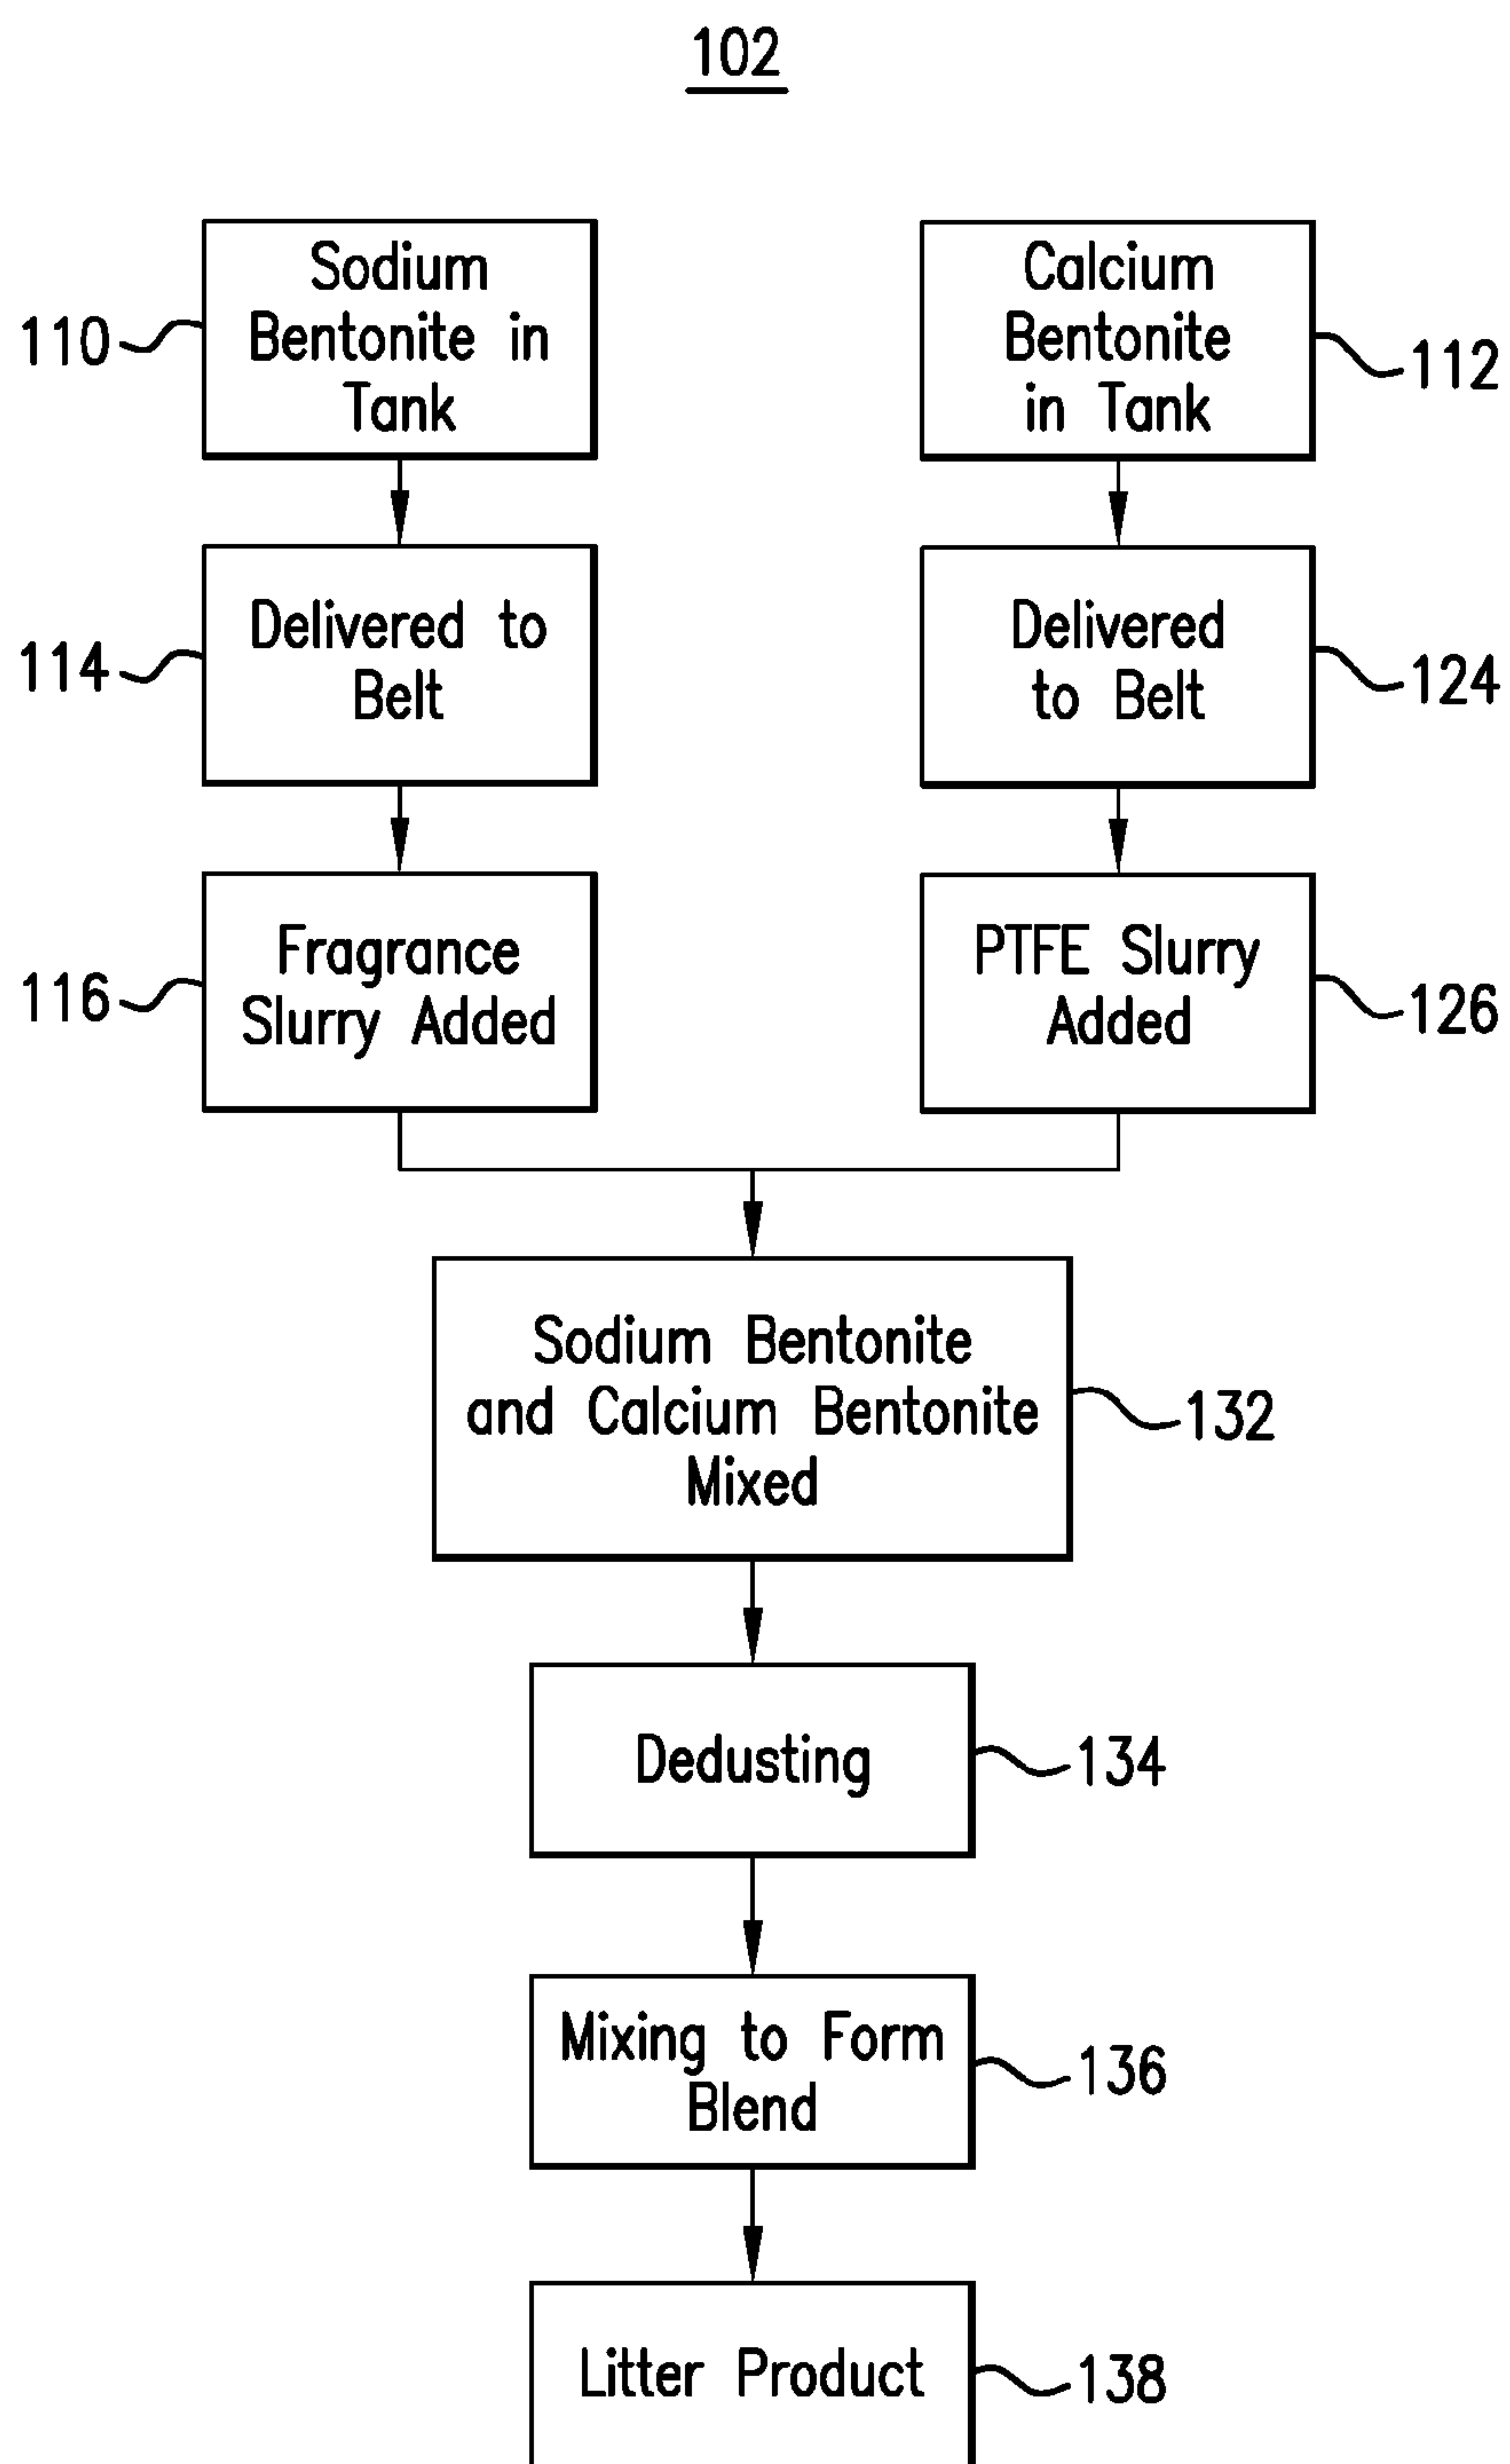 102
Sodium
Bentonite in
Tank
110
Calcium
Bentonite
in Tank
112
Delivered to
Belt
114
Delivered
to Belt
124
Fragrance
Slurry Added
116
PTFE Slurry
Added
126
Sodium Bentonite
and Calcium Bentonite
Mixed
132
Dedusting
134
Mixing to Form
Blend
136
Litter Product
138